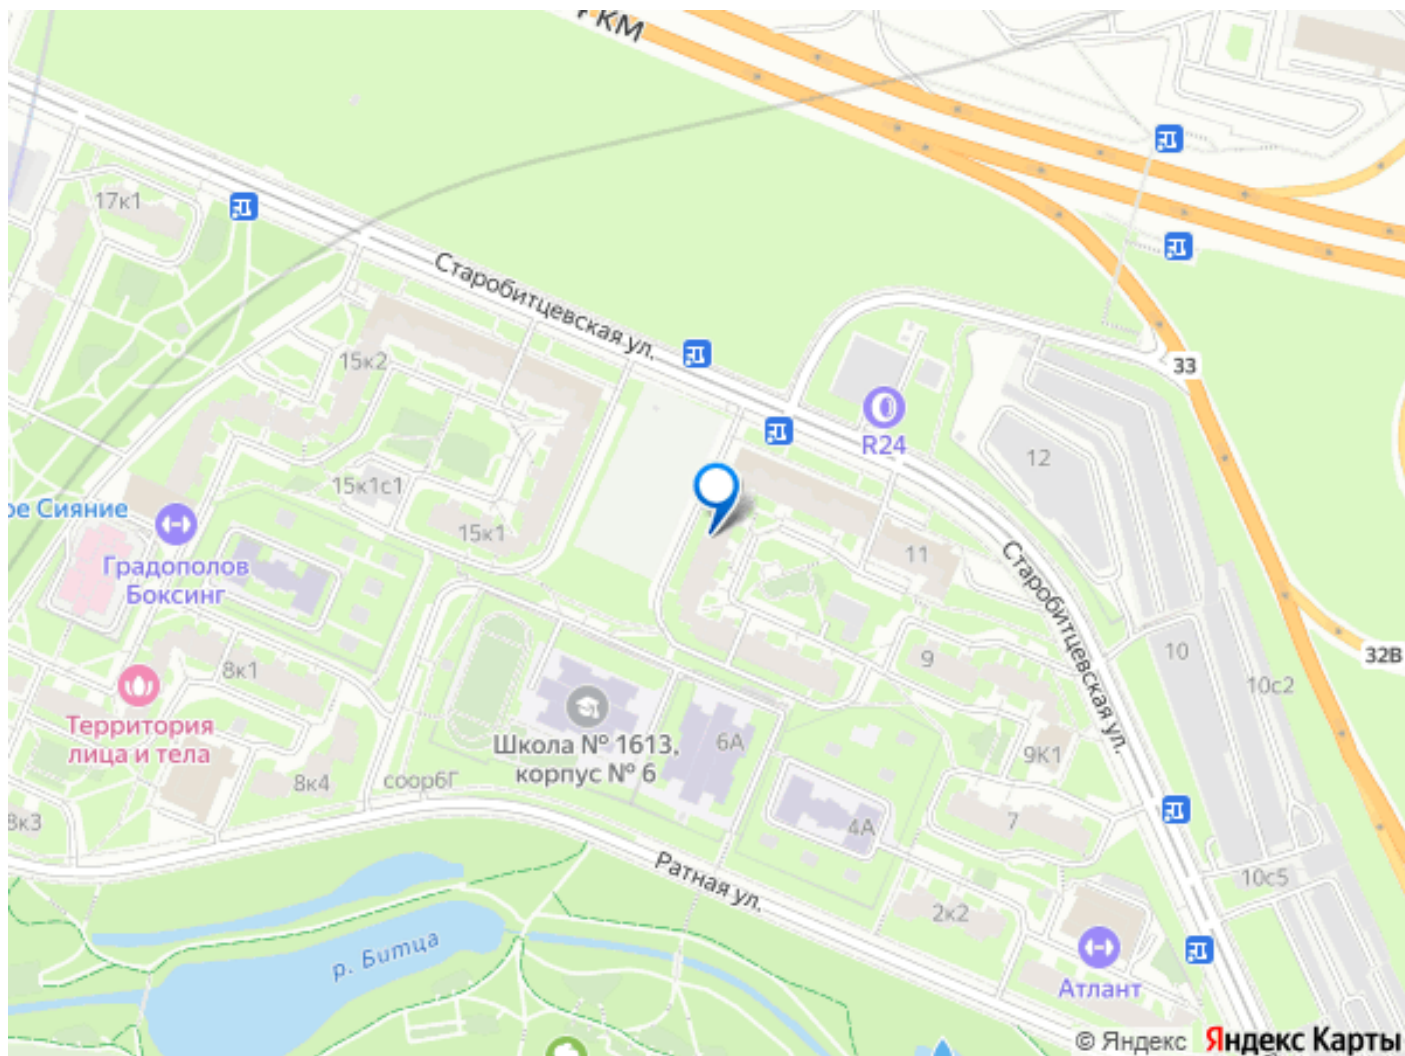 РКМ
17к1
Старобитцевская ул.
15к2
33
R24
12
15к1с1
ое Сияние
15к1
11
Градополов
Боксинг
Старобитцевская ул.
8к1
9
10
32В
10с2
Территория
лица и тела
Школа № 1613,
корпус № 6
6А
9К1
8к4
соор6Г
8к3
7
4А
10с5
Ратная ул.
2к2
р. Битца
Атлант
© Яндекс Яндекс Карты